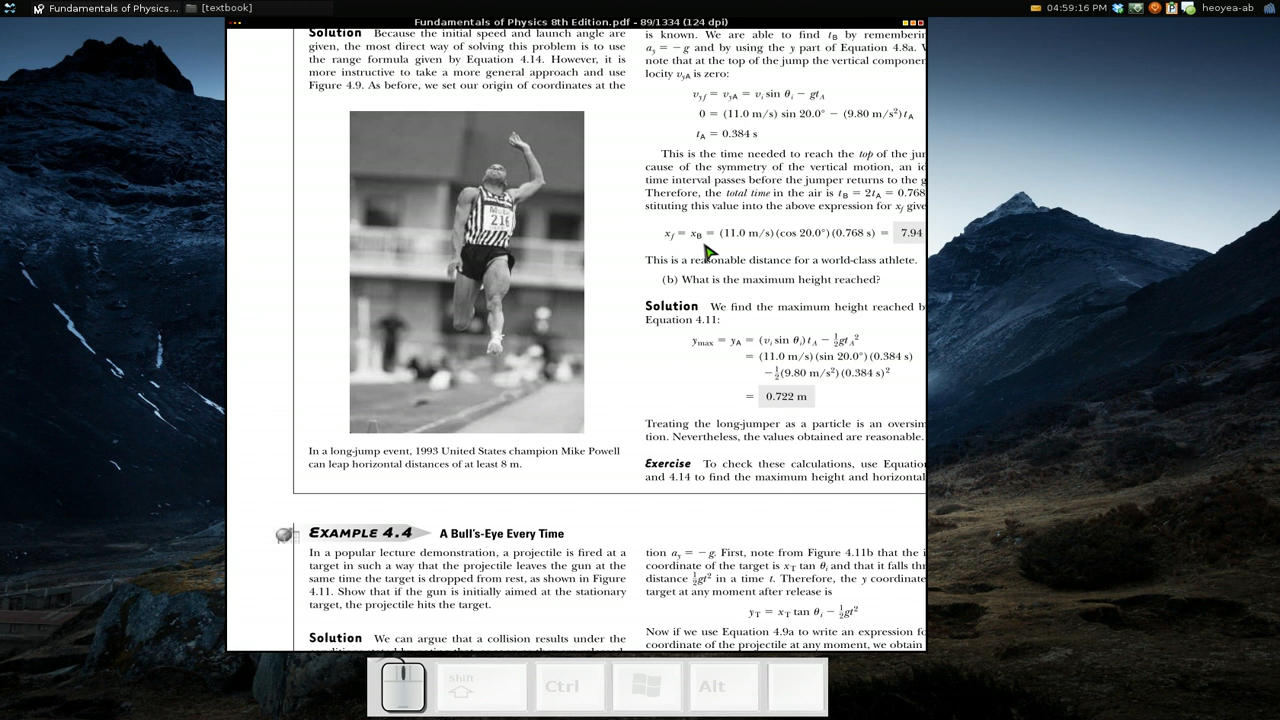 Fundamentals of Physics...
[textbook]
04:59:16 PM
heoyea-ab
Fundamentals of Physics 8th Edition.pdf - 89/1334 (124 dpi)
Solution Because the initial speed and launch angle are
given, the most direct way of solving this problem is to use
the range formula given by Equation 4.14. However, it is
more instructive to take a more general approach and use
Figure 4.9. As before, we set our origin of coordinates at the
216
In a long-jump event, 1993 United States champion Mike Powell
can leap horizontal distances of at least 8 m.
is known. We are able to find t_B by rememberin
a_y = −g and by using the y part of Equation 4.8a. W
note that at the top of the jump the vertical componen
locity v_yA is zero:
v_yf = v_yA = v_i sin θ_i − gt_A
0 = (11.0 m/s) sin 20.0° − (9.80 m/s²)t_A
t_A = 0.384 s
This is the time needed to reach the top of the jur
cause of the symmetry of the vertical motion, an id
time interval passes before the jumper returns to the g
Therefore, the total time in the air is t_B = 2t_A = 0.768
stituting this value into the above expression for x_f give
x_f = x_B = (11.0 m/s)(cos 20.0°)(0.768 s) = 7.94
This is a reasonable distance for a world-class athlete.
(b) What is the maximum height reached?
Solution We find the maximum height reached b
Equation 4.11:
y_max = y_A = (v_i sin θ_i)t_A − ½gt_A²
= (11.0 m/s)(sin 20.0°)(0.384 s)
−½(9.80 m/s²)(0.384 s)²
= 0.722 m
Treating the long-jumper as a particle is an oversim
tion. Nevertheless, the values obtained are reasonable.
Exercise To check these calculations, use Equation
and 4.14 to find the maximum height and horizontal
EXAMPLE 4.4 A Bull's-Eye Every Time
In a popular lecture demonstration, a projectile is fired at a
target in such a way that the projectile leaves the gun at the
same time the target is dropped from rest, as shown in Figure
4.11. Show that if the gun is initially aimed at the stationary
target, the projectile hits the target.
Solution We can argue that a collision results under the
tion a_y = −g. First, note from Figure 4.11b that the i
coordinate of the target is x_T tan θ_i and that it falls thr
distance ½gt² in a time t. Therefore, the y coordinate
target at any moment after release is
y_T = x_T tan θ_i − ½gt²
Now if we use Equation 4.9a to write an expression fo
coordinate of the projectile at any moment, we obtain
Shift
Ctrl
Alt